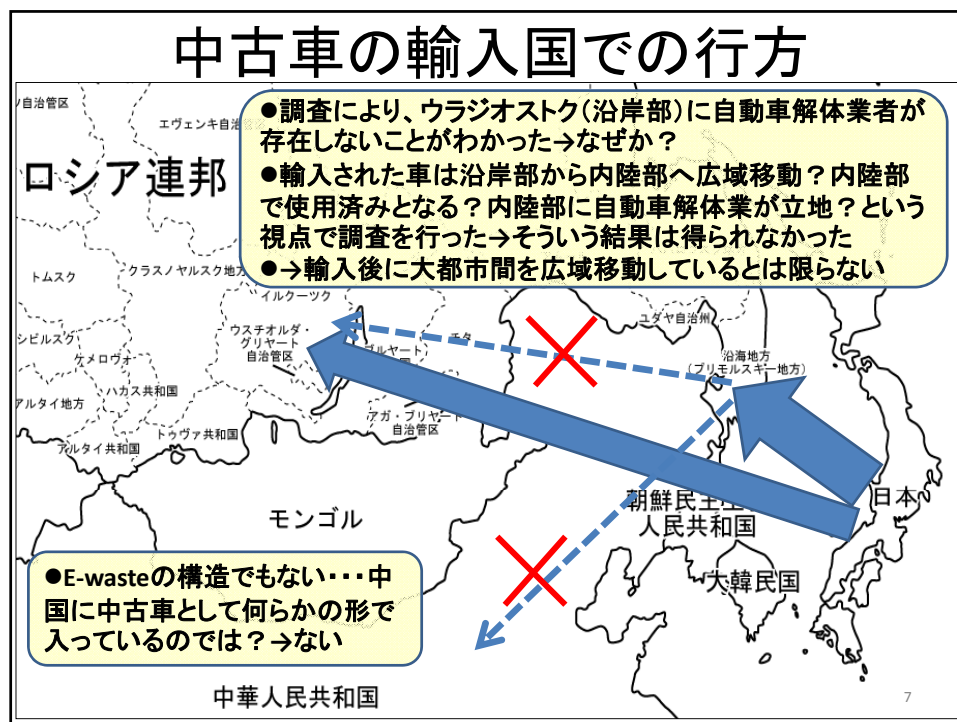 中古車の輸入国での行方
●調査により、ウラジオストク（沿岸部）に自動車解体業者が
存在しないことがわかった→なぜか？
●輸入された車は沿岸部から内陸部へ広域移動？内陸部
で使用済みとなる？内陸部に自動車解体業が立地？という
視点で調査を行った→そういう結果は得られなかった
●→輸入後に大都市間を広域移動しているとは限らない
自治管区
エヴェンキ自治
ロシア連邦
トムスク
クラスノヤルスク地方
イルクーツク
ユダヤ自治州
シビルスク
ケメロヴォ
ウスチオルダ・
ブリヤート
自治管区
チタ
沿海地方
（プリモルスキー地方）
アルタイ地方
ハカス共和国
アガ・ブリヤート
自治管区
トゥヴァ共和国
アルタイ共和国
モンゴル
朝鮮民主主
人民共和国
日本
大韓民国
●E-wasteの構造でもない・・・中
国に中古車として何らかの形で
入っているのでは？→ない
中華人民共和国
7